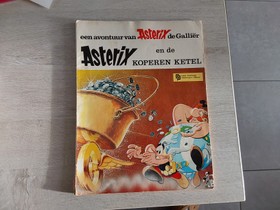 een avontuur van Asterix de Galliër
Asterix en de
KOPEREN KETEL